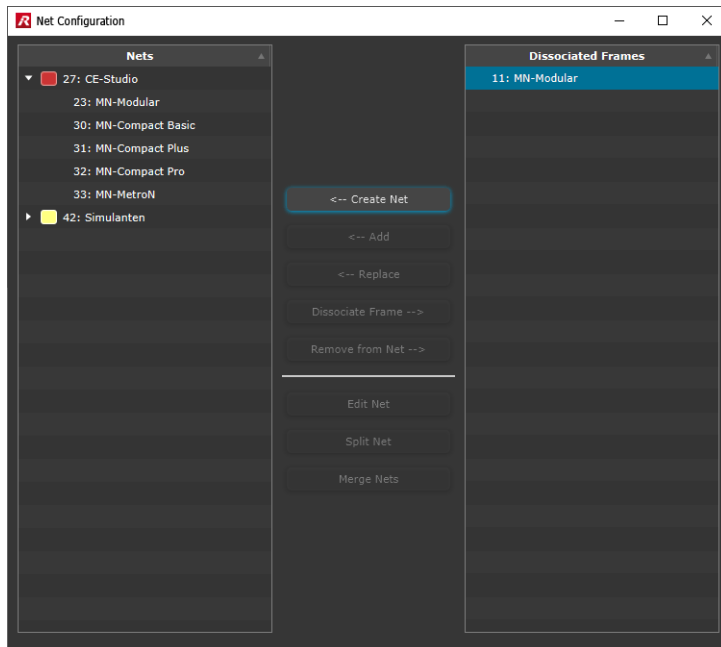 Net Configuration
Nets
27: CE-Studio
23: MN-Modular
30: MN-Compact Basic
31: MN-Compact Plus
32: MN-Compact Pro
33: MN-MetroN
42: Simulanten
<-- Create Net
<-- Add
<-- Replace
Dissociate Frame -->
Remove from Net -->
Edit Net
Split Net
Merge Nets
Dissociated Frames
11: MN-Modular